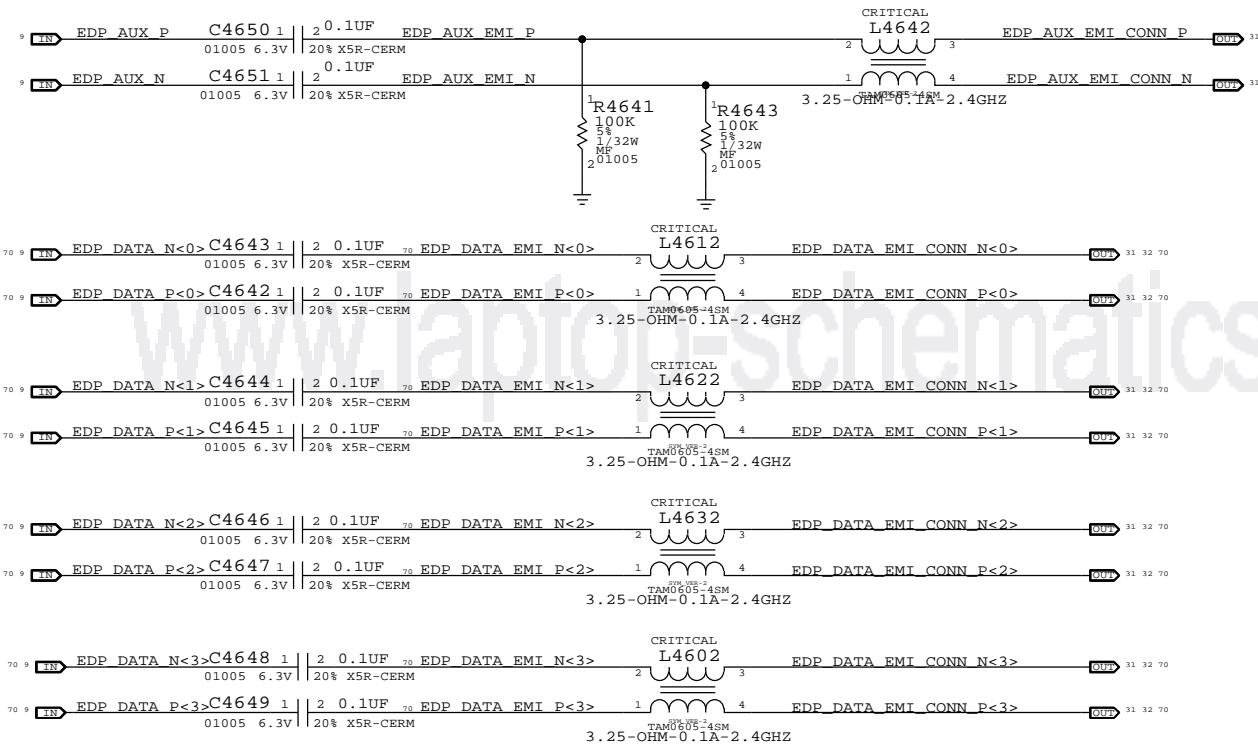 CRITICAL
EDP_AUX_P C4650 1 2 0.1UF EDP_AUX_EMI_P L4642 EDP_AUX_EMI_CONN_P
9 IN 01005 6.3V 20% X5R-CERM 2 3 OUT 31
EDP_AUX_N C4651 1 2 0.1UF EDP_AUX_EMI_N 1 4 EDP_AUX_EMI_CONN_N
9 IN 01005 6.3V 20% X5R-CERM OUT 31
TAM0605-4SM
3.25-OHM-0.1A-2.4GHZ
1 R4641
100K
5%
1/32W
MF
2 01005
1 R4643
100K
5%
1/32W
MF
2 01005
CRITICAL
70 9 IN EDP_DATA_N<0> C4643 1 2 0.1UF 70 EDP_DATA_EMI_N<0> L4612 EDP_DATA_EMI_CONN_N<0> OUT 31 32 70
01005 6.3V 20% X5R-CERM 2 3
70 9 IN EDP_DATA_P<0> C4642 1 2 0.1UF 70 EDP_DATA_EMI_P<0> 1 4 EDP_DATA_EMI_CONN_P<0> OUT 31 32 70
01005 6.3V 20% X5R-CERM
TAM0605-4SM
3.25-OHM-0.1A-2.4GHZ
www.laptop-schematics
CRITICAL
70 9 IN EDP_DATA_N<1> C4644 1 2 0.1UF 70 EDP_DATA_EMI_N<1> L4622 EDP_DATA_EMI_CONN_N<1> OUT 31 32 70
01005 6.3V 20% X5R-CERM 2 3
70 9 IN EDP_DATA_P<1> C4645 1 2 0.1UF 70 EDP_DATA_EMI_P<1> 1 4 EDP_DATA_EMI_CONN_P<1> OUT 31 32 70
01005 6.3V 20% X5R-CERM
SYM_VER-2
TAM0605-4SM
3.25-OHM-0.1A-2.4GHZ
CRITICAL
70 9 IN EDP_DATA_N<2> C4646 1 2 0.1UF 70 EDP_DATA_EMI_N<2> L4632 EDP_DATA_EMI_CONN_N<2> OUT 31 32 70
01005 6.3V 20% X5R-CERM 2 3
70 9 IN EDP_DATA_P<2> C4647 1 2 0.1UF 70 EDP_DATA_EMI_P<2> 1 4 EDP_DATA_EMI_CONN_P<2> OUT 31 32 70
01005 6.3V 20% X5R-CERM
SYM_VER-2
TAM0605-4SM
3.25-OHM-0.1A-2.4GHZ
CRITICAL
70 9 IN EDP_DATA_N<3> C4648 1 2 0.1UF 70 EDP_DATA_EMI_N<3> L4602 EDP_DATA_EMI_CONN_N<3> OUT 31 32 70
01005 6.3V 20% X5R-CERM 2 3
70 9 IN EDP_DATA_P<3> C4649 1 2 0.1UF 70 EDP_DATA_EMI_P<3> 1 4 EDP_DATA_EMI_CONN_P<3> OUT 31 32 70
01005 6.3V 20% X5R-CERM
SYM_VER-2
TAM0605-4SM
3.25-OHM-0.1A-2.4GHZ